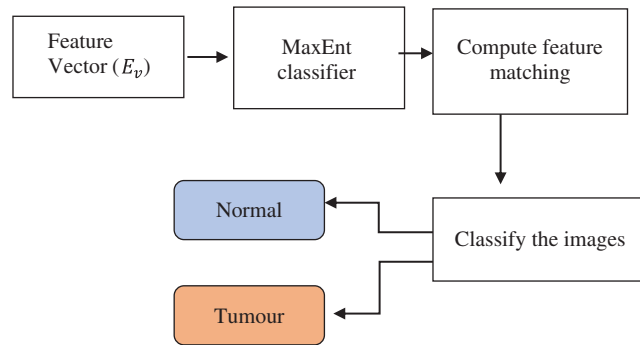 Feature
Vector (E_v)
MaxEnt
classifier
Compute feature
matching
Normal
Classify the images
Tumour